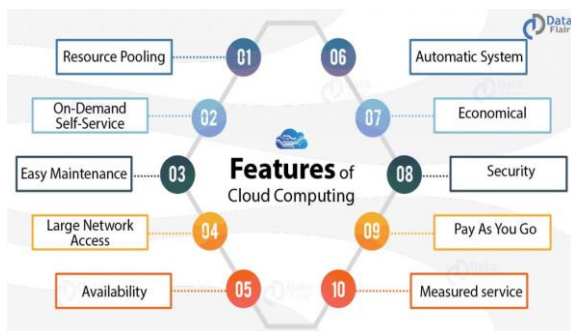 Data
Flair
Resource Pooling
01
On-Demand
Self-Service
02
Easy Maintenance
03
Large Network
Access
04
Availability
05
Features of
Cloud Computing
06
Automatic System
07
Economical
08
Security
09
Pay As You Go
10
Measured service